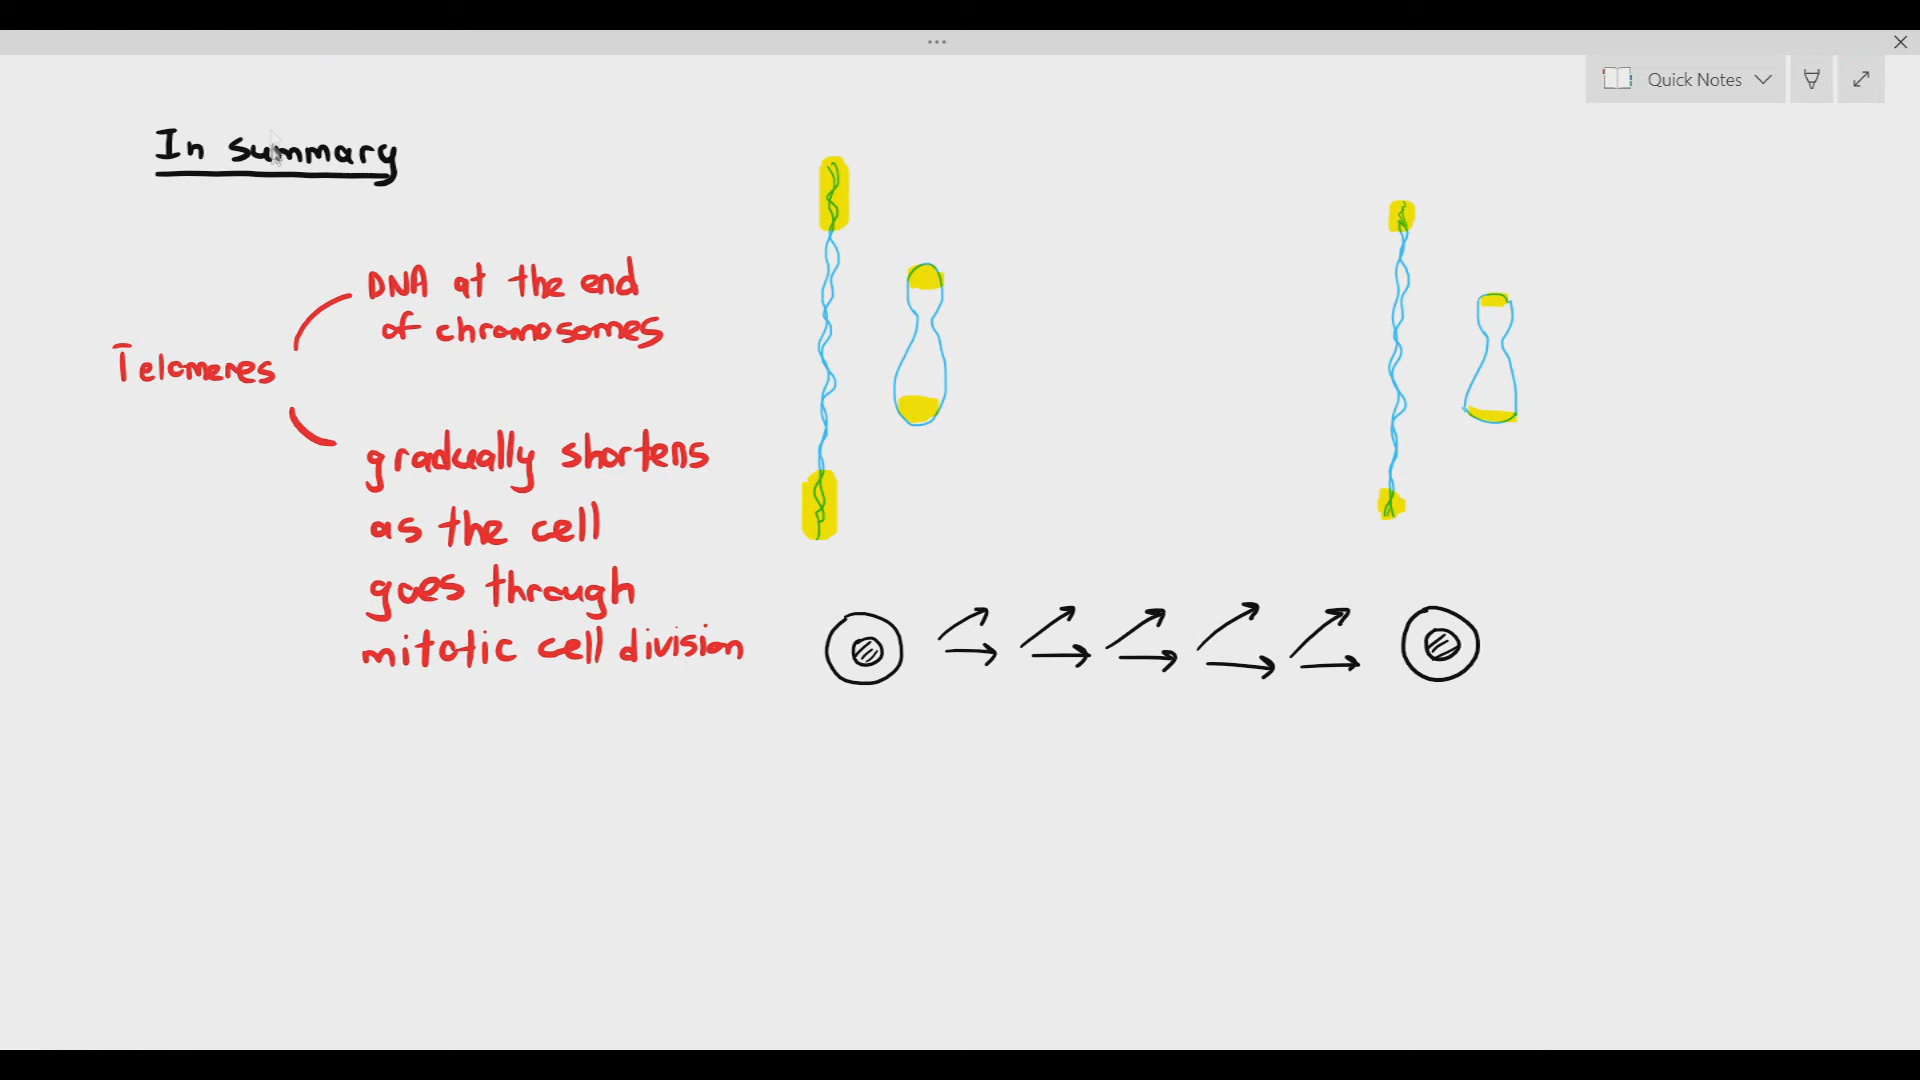 Quick Notes
In summary
DNA at the end
of chromosomes
Telomeres
gradually shortens
as the cell
goes through
mitotic cell division